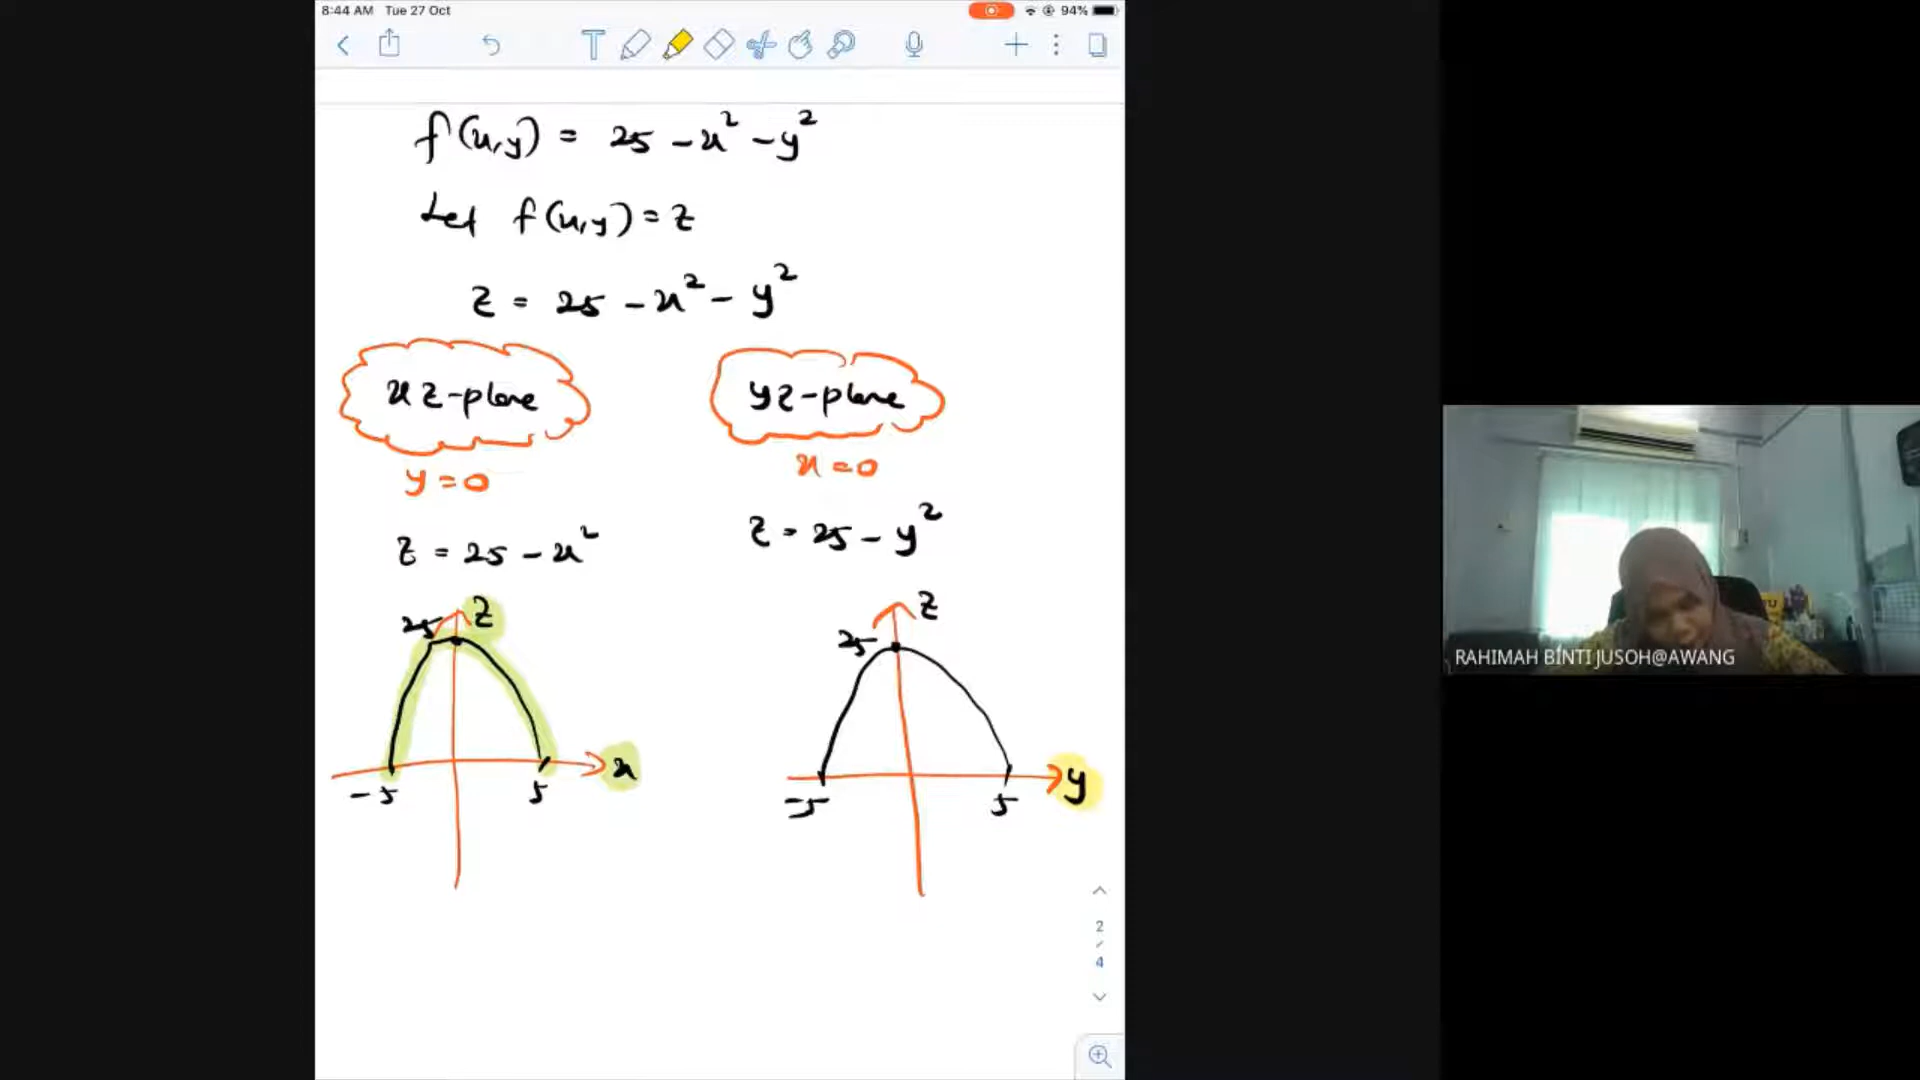 8:44 AM Tue 27 Oct 94%
f(x,y) = 25 - x² - y²
Let f(x,y) = z
z = 25 - x² - y²
xz-plane
y = 0
z = 25 - x²
z
25
x
-5
5
yz-plane
x = 0
z = 25 - y²
z
25
y
-5
5
2
/
4
RAHIMAH BINTI JUSOH@AWANG